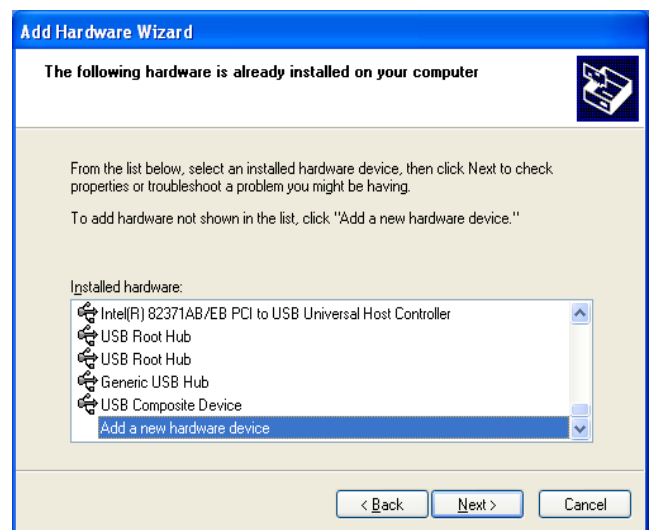 Add Hardware Wizard
The following hardware is already installed on your computer
From the list below, select an installed hardware device, then click Next to check
properties or troubleshoot a problem you might be having.
To add hardware not shown in the list, click "Add a new hardware device."
Installed hardware:
Intel(R) 82371AB/EB PCI to USB Universal Host Controller
USB Root Hub
USB Root Hub
Generic USB Hub
USB Composite Device
Add a new hardware device
< Back
Next >
Cancel